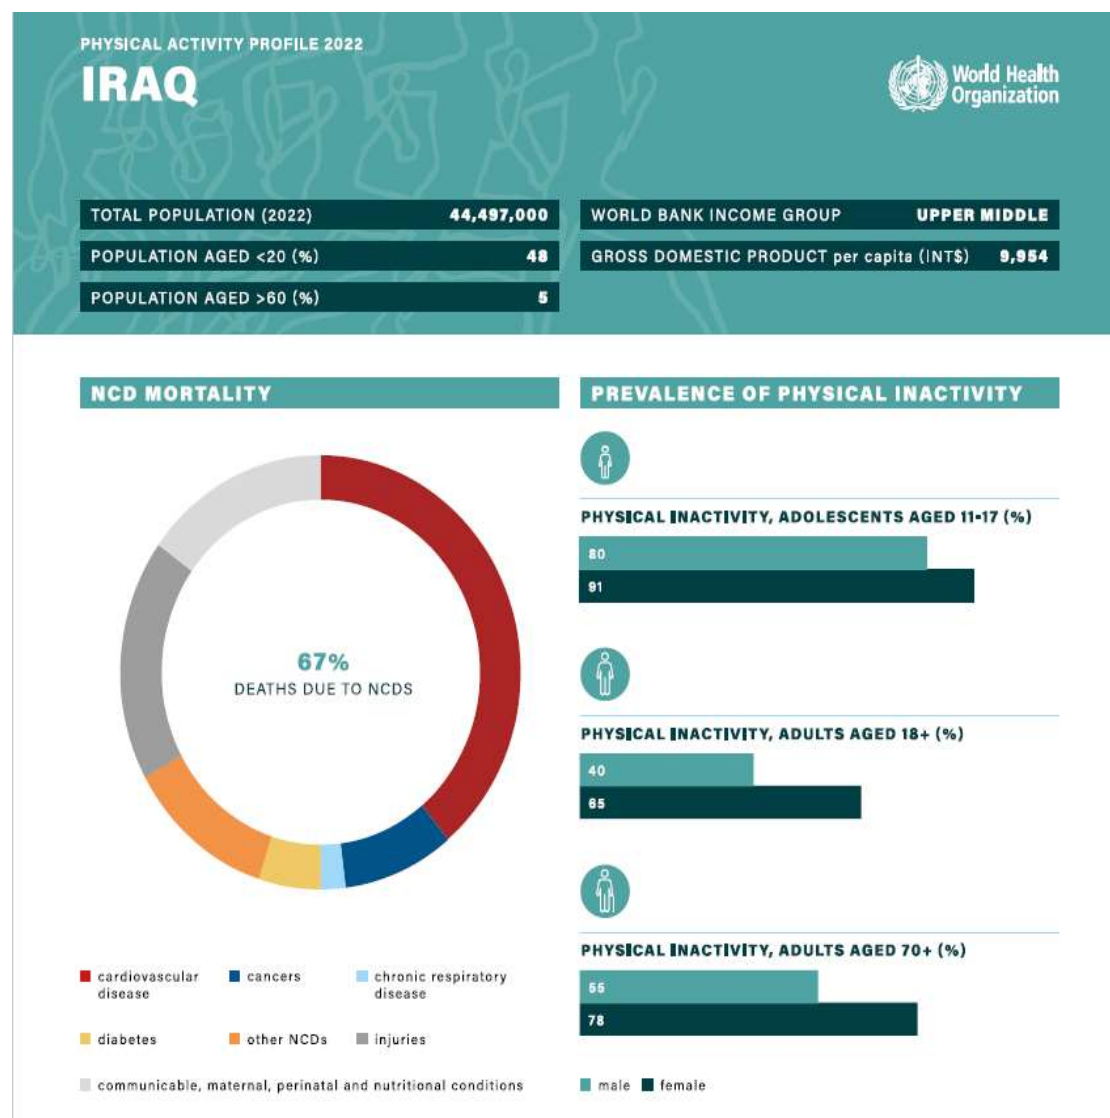 PHYSICAL ACTIVITY PROFILE 2022
IRAQ
World Health
Organization
TOTAL POPULATION (2022) 44,497,000
POPULATION AGED <20 (%) 48
POPULATION AGED >60 (%) 5
WORLD BANK INCOME GROUP UPPER MIDDLE
GROSS DOMESTIC PRODUCT per capita (INT$) 9,954
NCD MORTALITY
67%
DEATHS DUE TO NCDS
cardiovascular
disease
cancers
chronic respiratory
disease
diabetes
other NCDs
injuries
communicable, maternal, perinatal and nutritional conditions
PREVALENCE OF PHYSICAL INACTIVITY
PHYSICAL INACTIVITY, ADOLESCENTS AGED 11-17 (%)
80
91
PHYSICAL INACTIVITY, ADULTS AGED 18+ (%)
40
65
PHYSICAL INACTIVITY, ADULTS AGED 70+ (%)
55
78
male
female